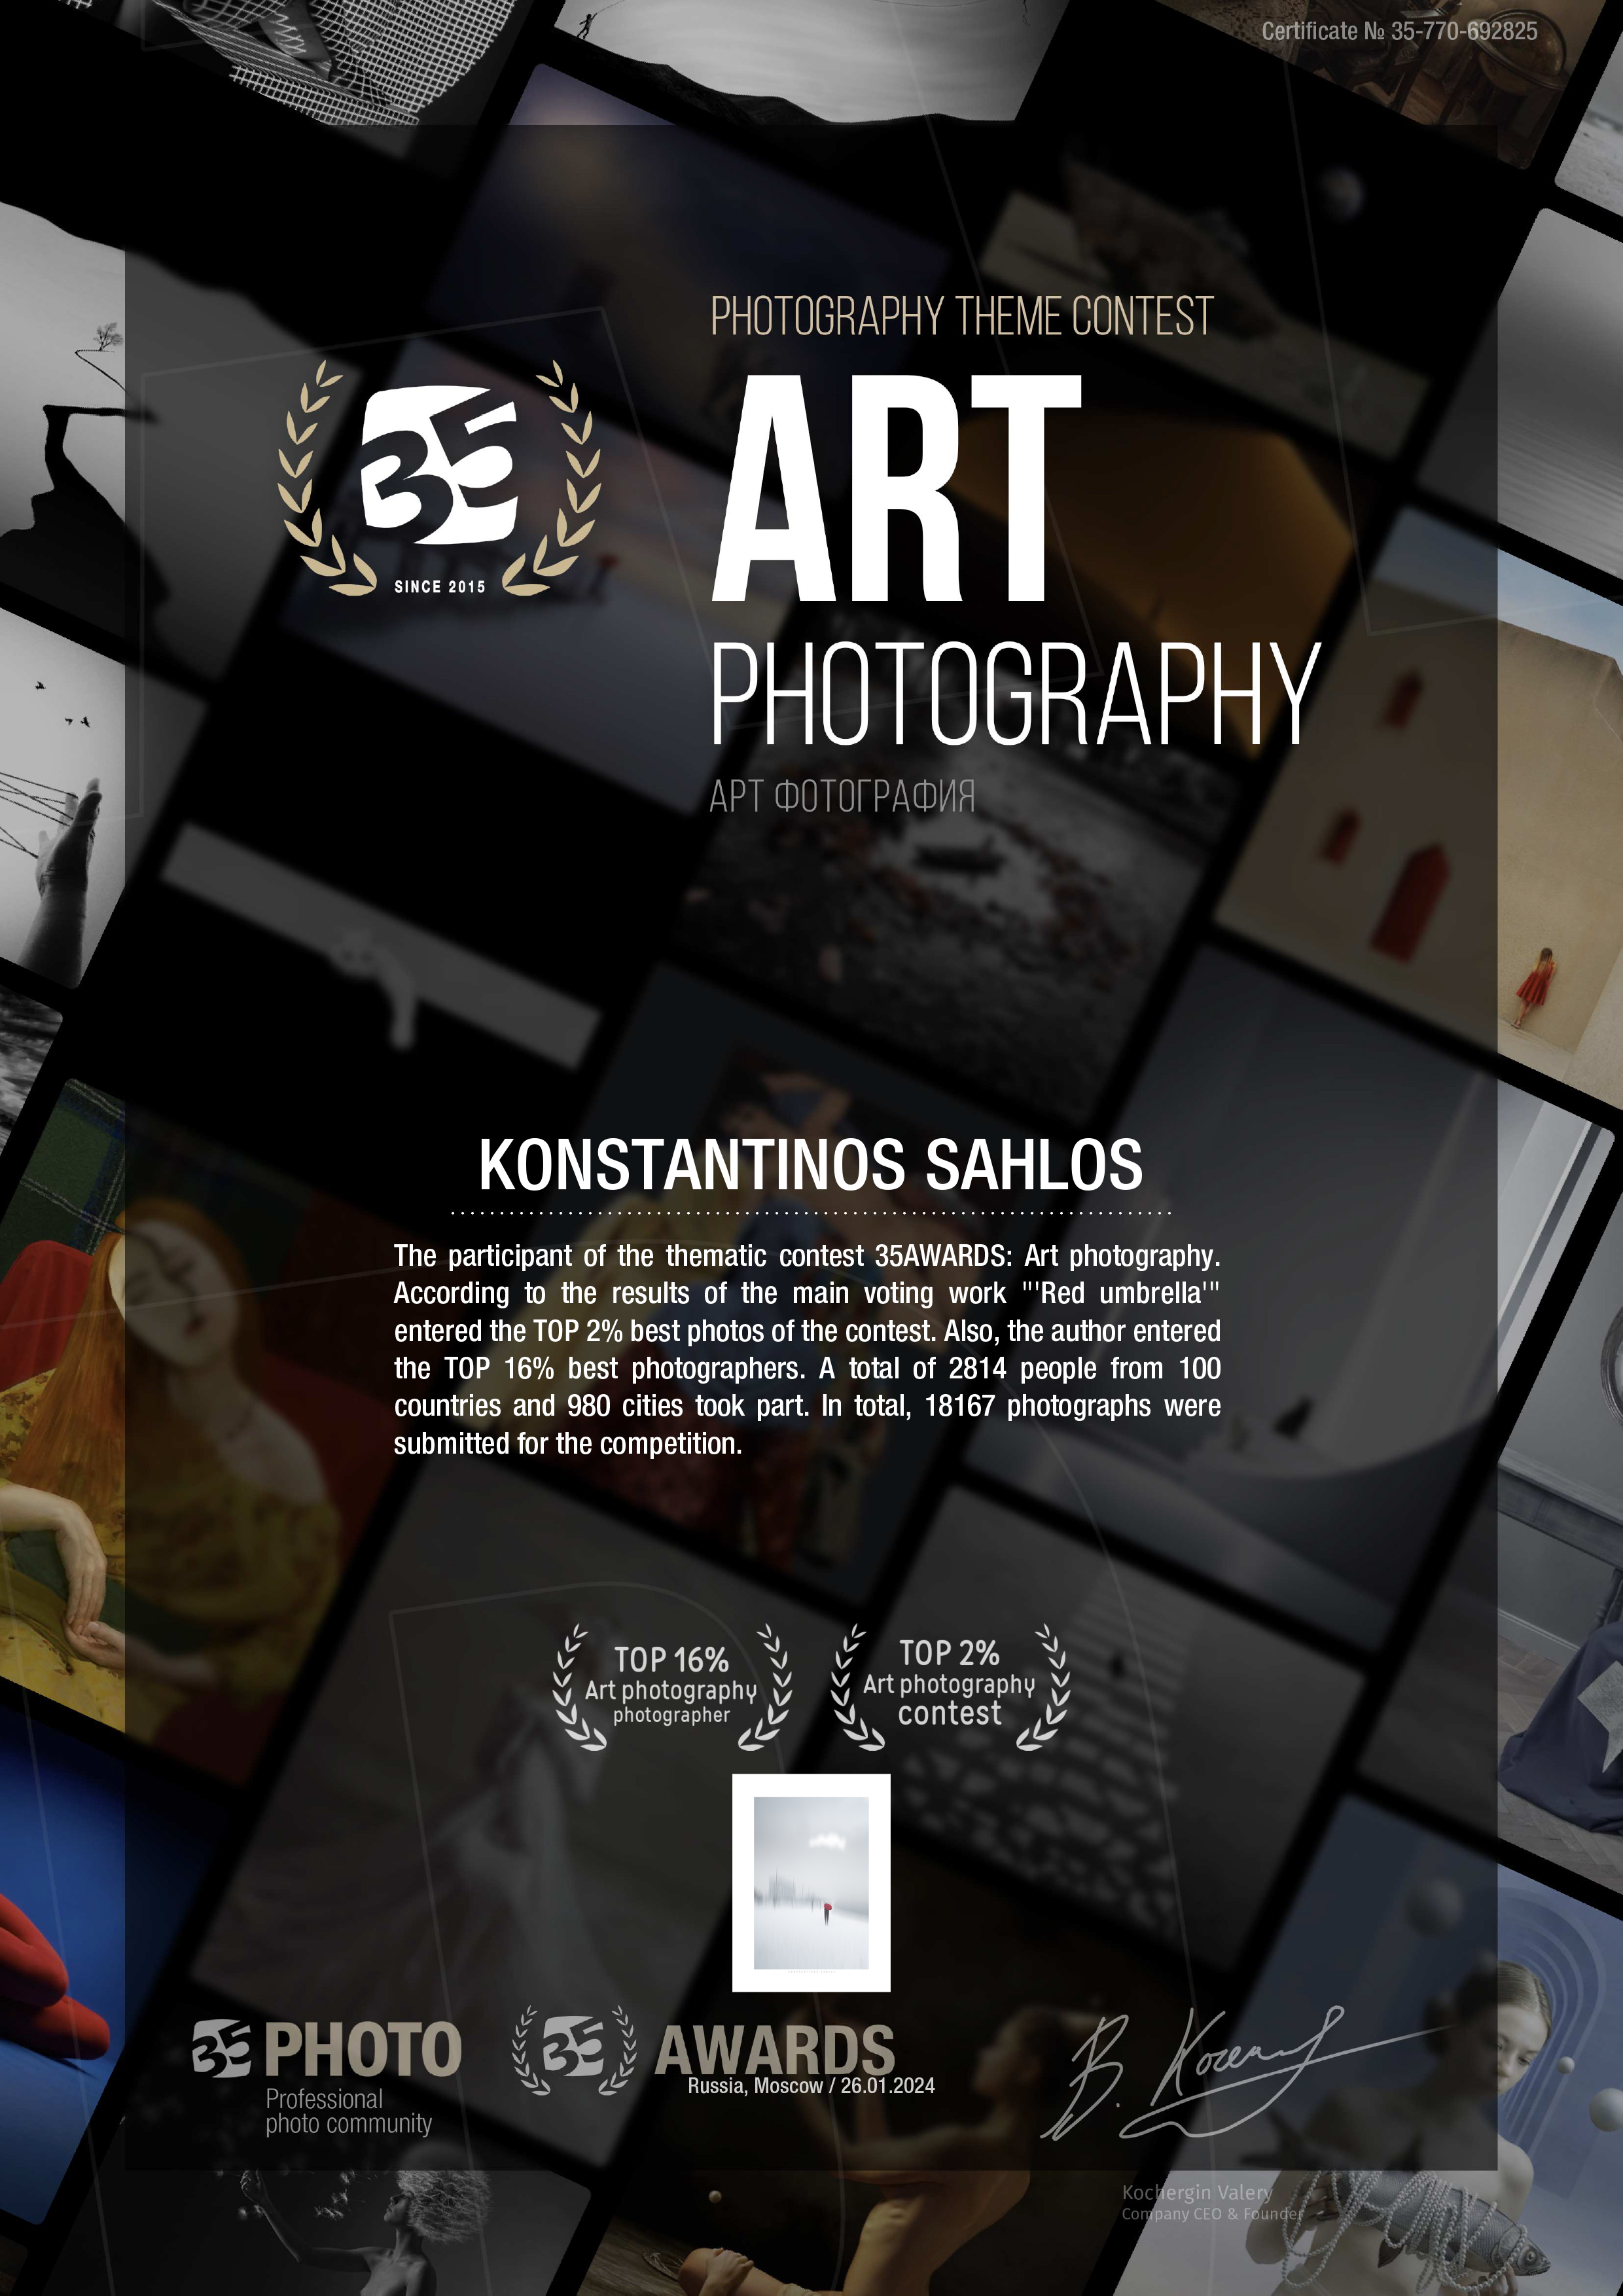 Certificate № 35-770-692825
PHOTOGRAPHY THEME CONTEST
35
SINCE 2015
ART
PHOTOGRAPHY
АРТ ФОТОГРАФИЯ
KONSTANTINOS SAHLOS
The participant of the thematic contest 35AWARDS: Art photography.
According to the results of the main voting work "'Red umbrella'"
entered the TOP 2% best photos of the contest. Also, the author entered
the TOP 16% best photographers. A total of 2814 people from 100
countries and 980 cities took part. In total, 18167 photographs were
submitted for the competition.
TOP 16%
Art photography
photographer
TOP 2%
Art photography
contest
35 PHOTO
Professional
photo community
35 AWARDS
Russia, Moscow / 26.01.2024
Kochergin Valery
Company CEO & Founder